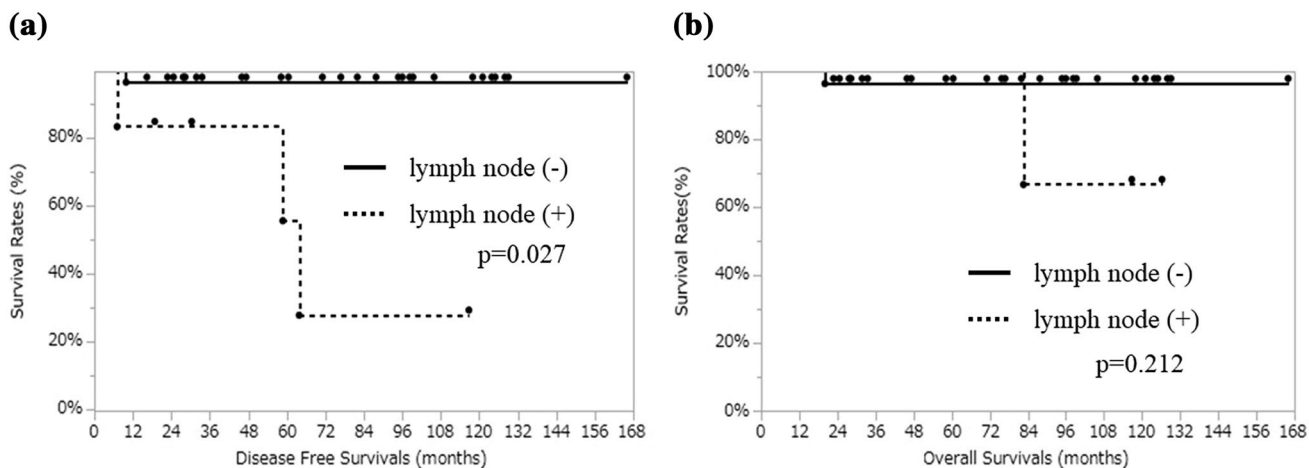 (a)
80%
60%
40%
20%
0%
Survival Rates (%)
lymph node (-)
lymph node (+)
p=0.027
0 12 24 36 48 60 72 84 96 108 120 132 144 156 168
Disease Free Survivals (months)
(b)
100%
80%
60%
40%
20%
0%
Survival Rates(%)
lymph node (-)
lymph node (+)
p=0.212
0 12 24 36 48 60 72 84 96 108 120 132 144 156 168
Overall Survivals (months)